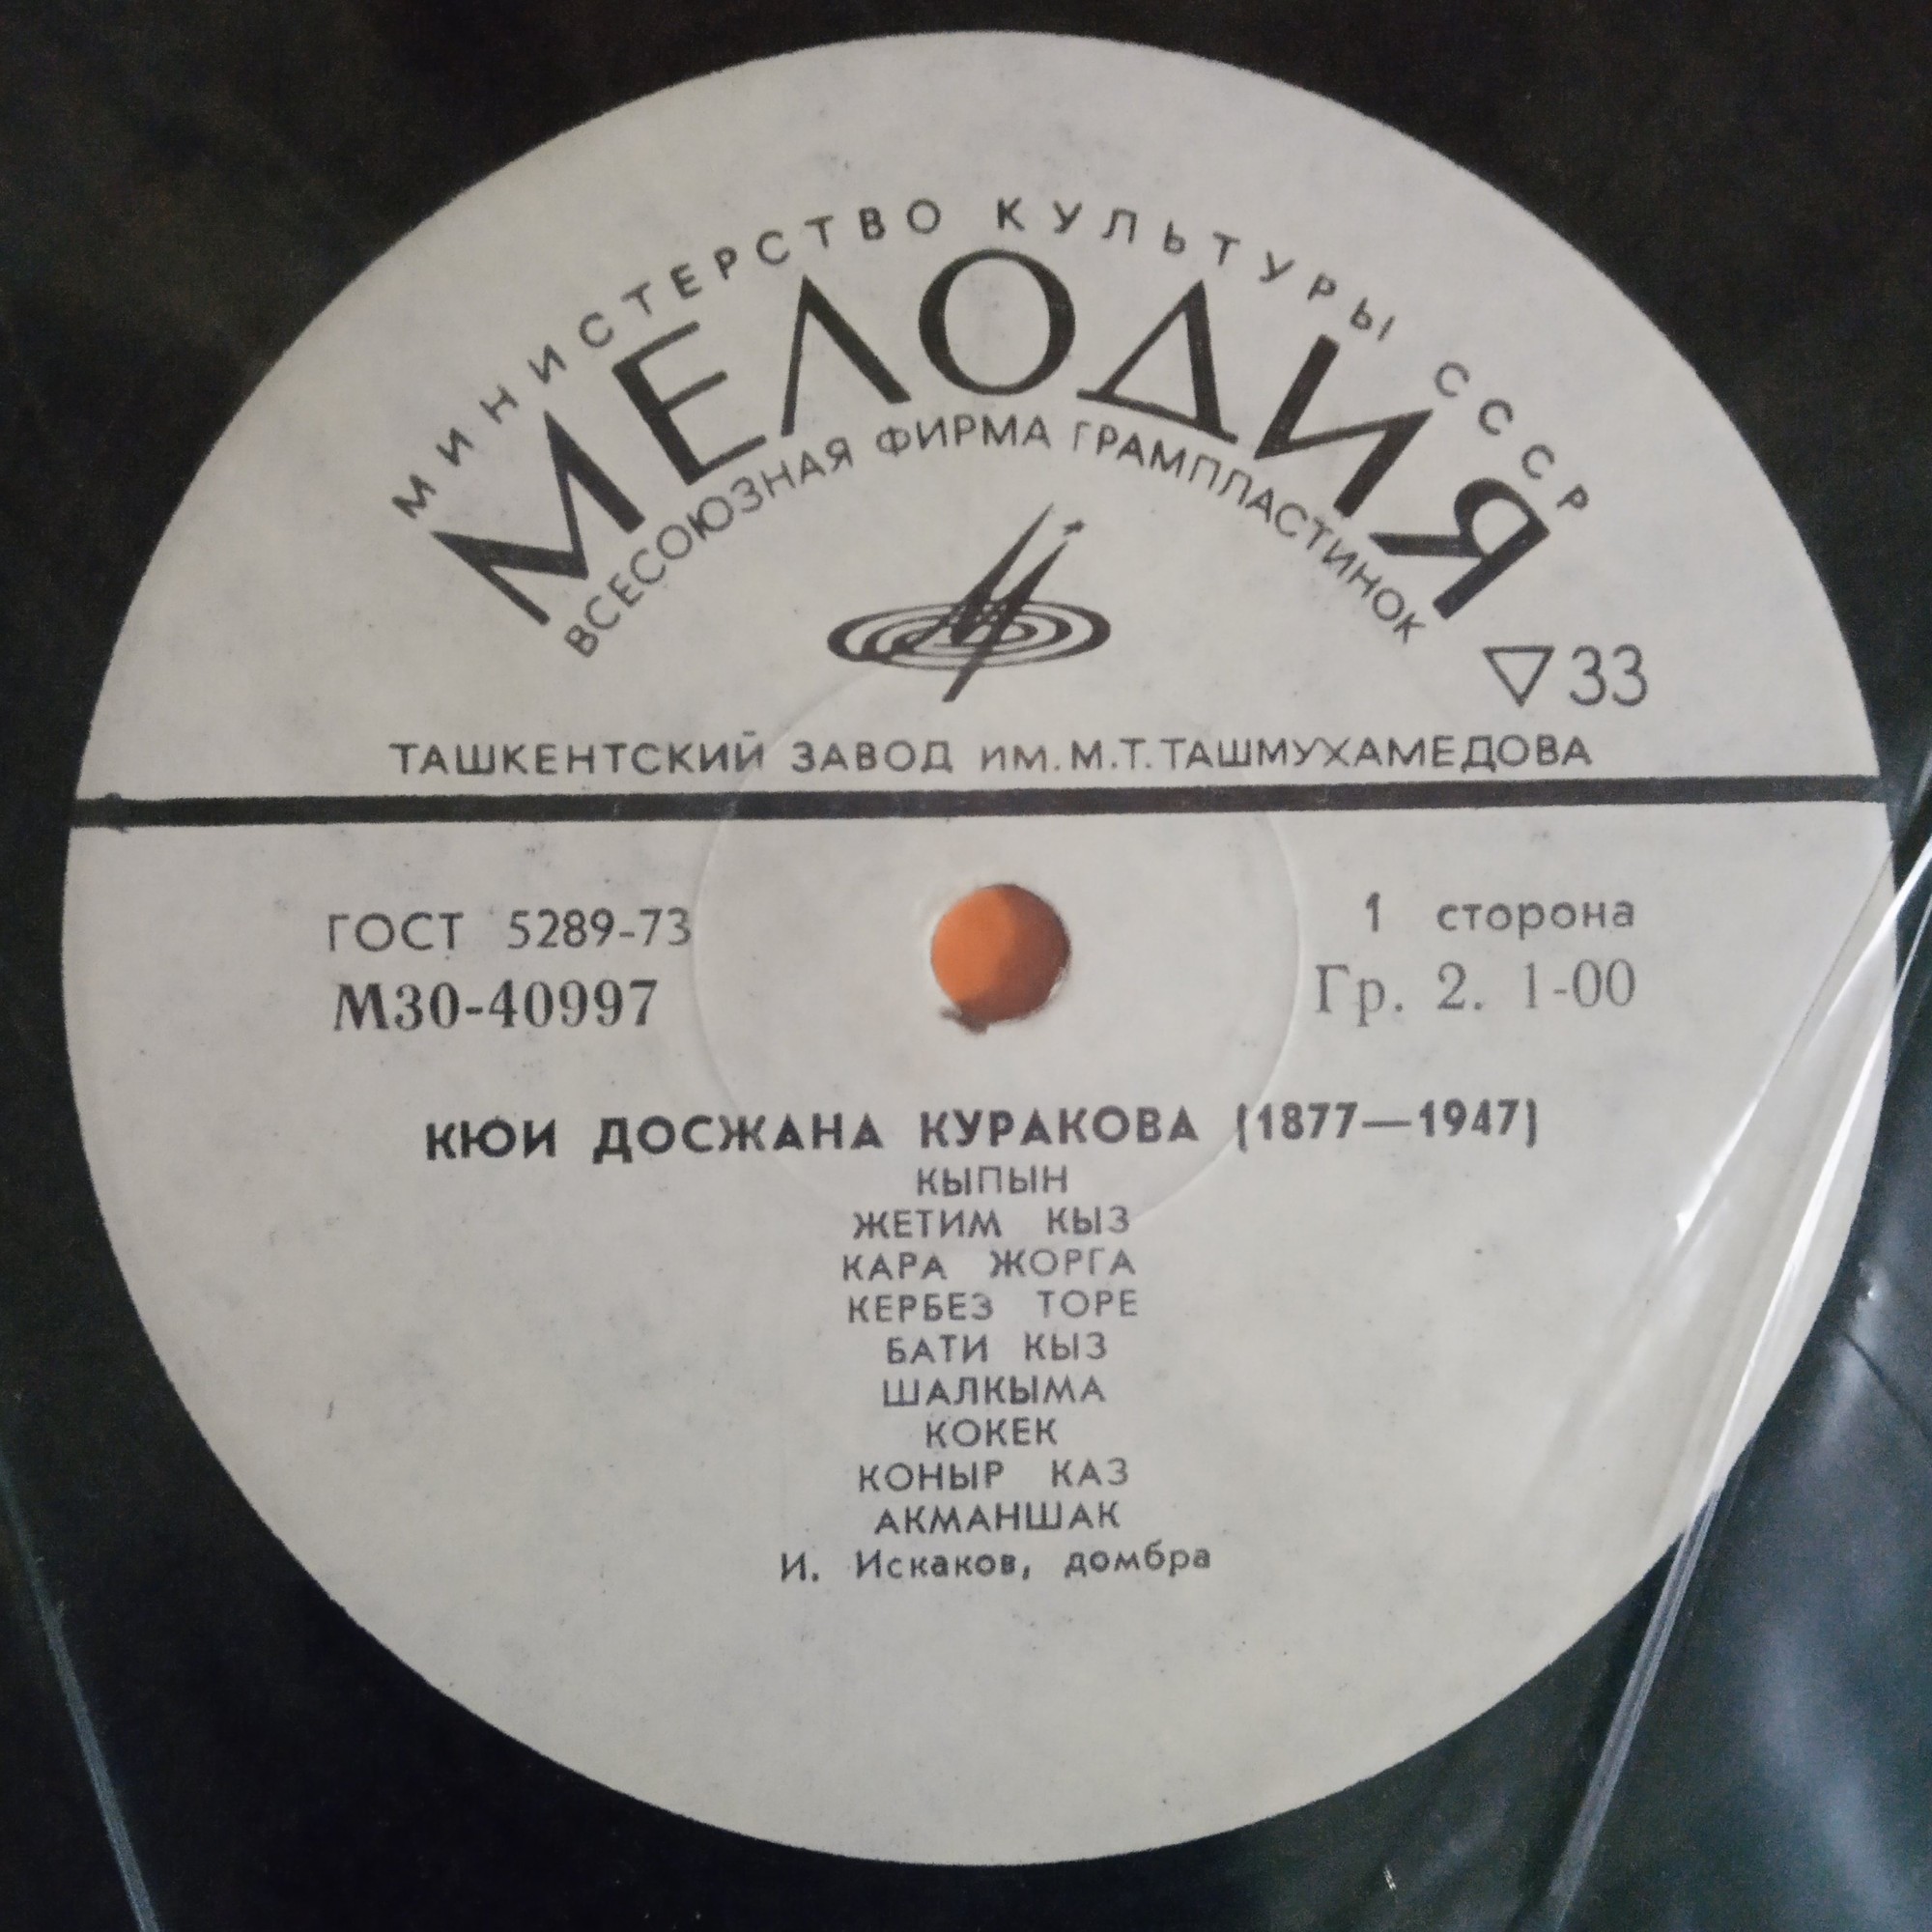 МИНИСТЕРСТВО КУЛЬТУРЫ СССР
МЕЛОДИЯ
ВСЕСОЮЗНАЯ ФИРМА ГРАМПЛАСТИНОК
▽33
ТАШКЕНТСКИЙ ЗАВОД ИМ. М.Т. ТАШМУХАМЕДОВА
ГОСТ 5289-73
М30-40997
1 сторона
Гр. 2. 1-00
КЮИ ДОСЖАНА КУРАКОВА (1877—1947)
КЫПЫН
ЖЕТИМ КЫЗ
КАРА ЖОРГА
КЕРБЕЗ ТОРЕ
БАТИ КЫЗ
ШАЛКЫМА
КОКЕК
КОНЫР КАЗ
АКМАНШАК
И. Искаков, домбра